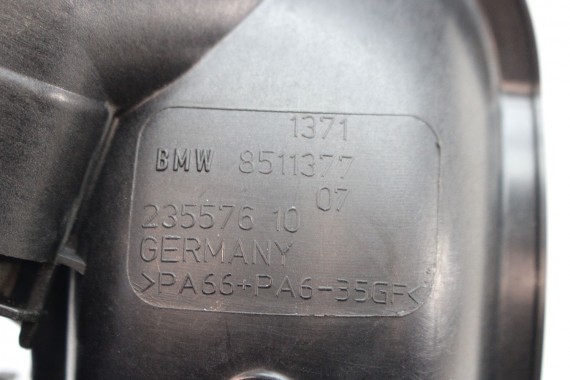 1371
BMW 8511377
07
235576 10
GERMANY
>PA66+PA6-35GF<